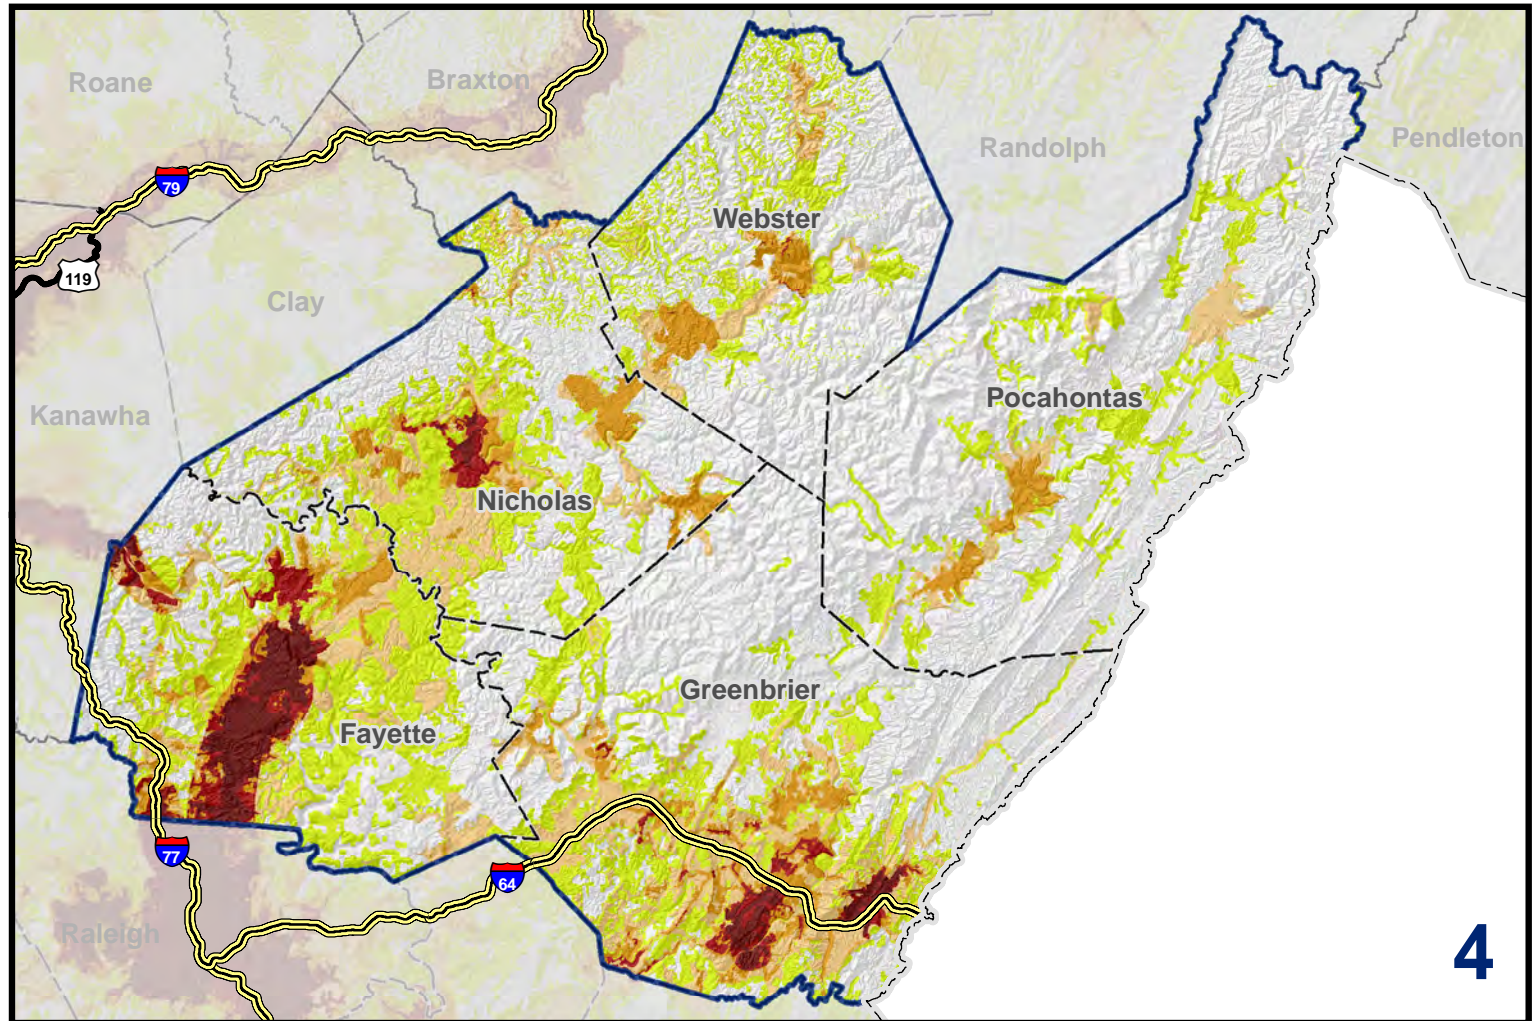 Roane
Braxton
Randolph
Pendleton
79
Webster
119
Clay
Pocahontas
Kanawha
Nicholas
Greenbrier
Fayette
77
64
Raleigh
4